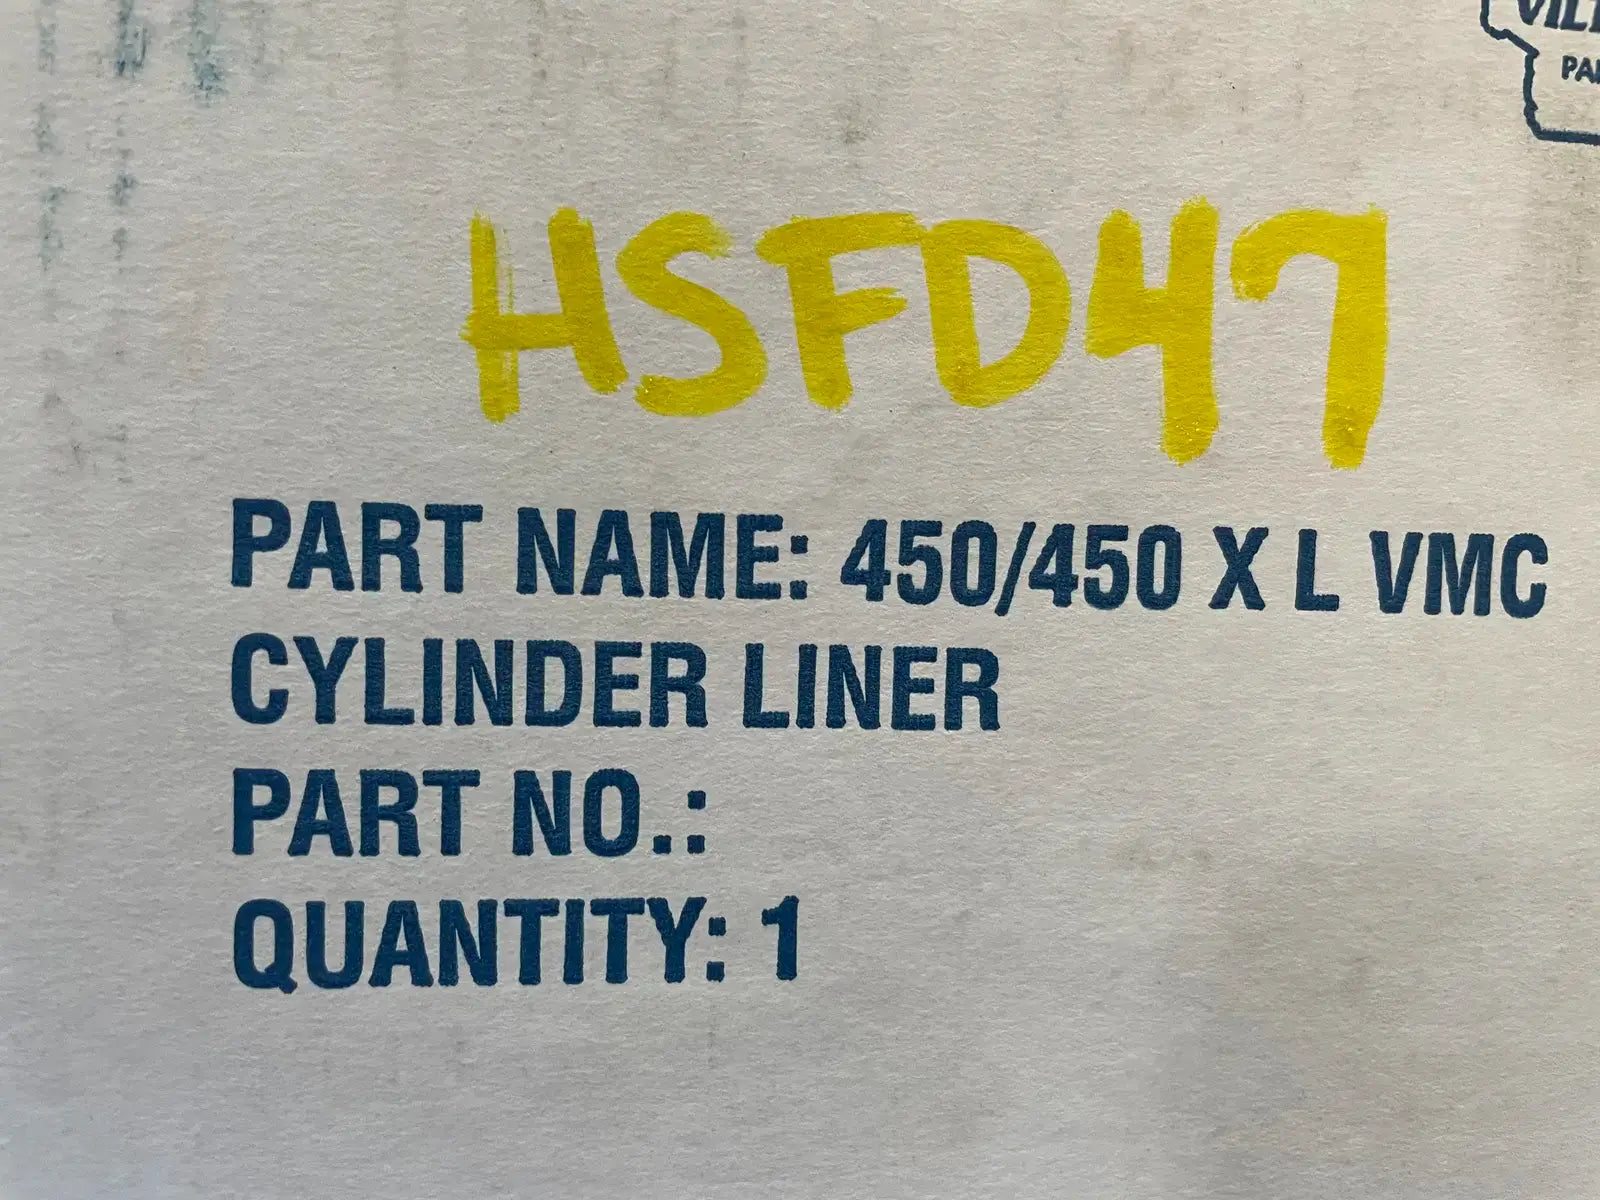 HSFD47
PART NAME: 450/450 X L VMC
CYLINDER LINER
PART NO.:
QUANTITY: 1